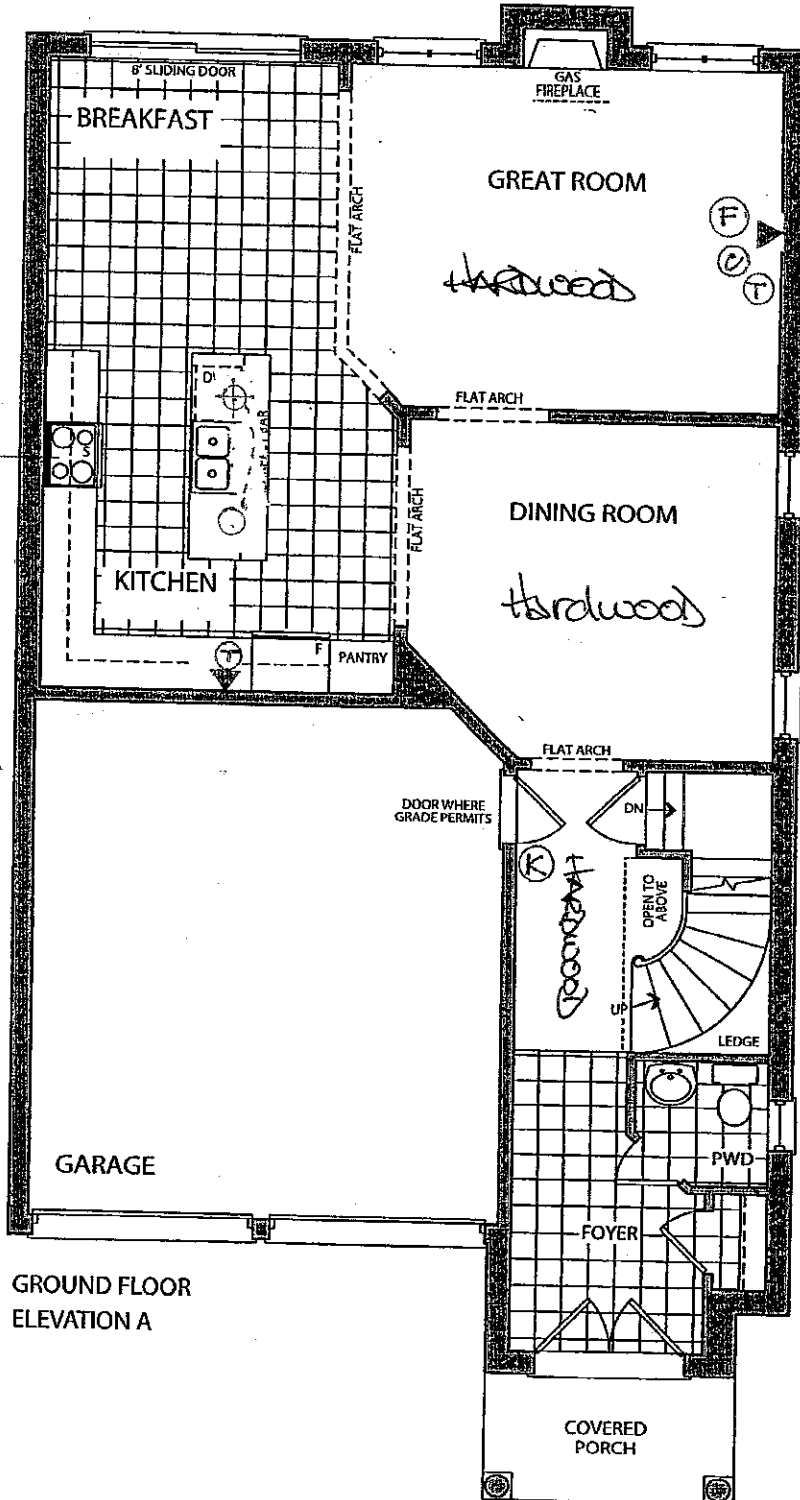 8' SLIDING DOOR
BREAKFAST
GAS
FIREPLACE
GREAT ROOM
FLAT ARCH
F
C
T
HARDWOOD
D
BAR
S
FLAT ARCH
FLAT ARCH
DINING ROOM
Hardwood
KITCHEN
T
F
PANTRY
FLAT ARCH
DOOR WHERE
GRADE PERMITS
DN
K
HARDWOOD
OPEN TO
ABOVE
UP
LEDGE
PWD
GARAGE
FOYER
GROUND FLOOR
ELEVATION A
COVERED
PORCH